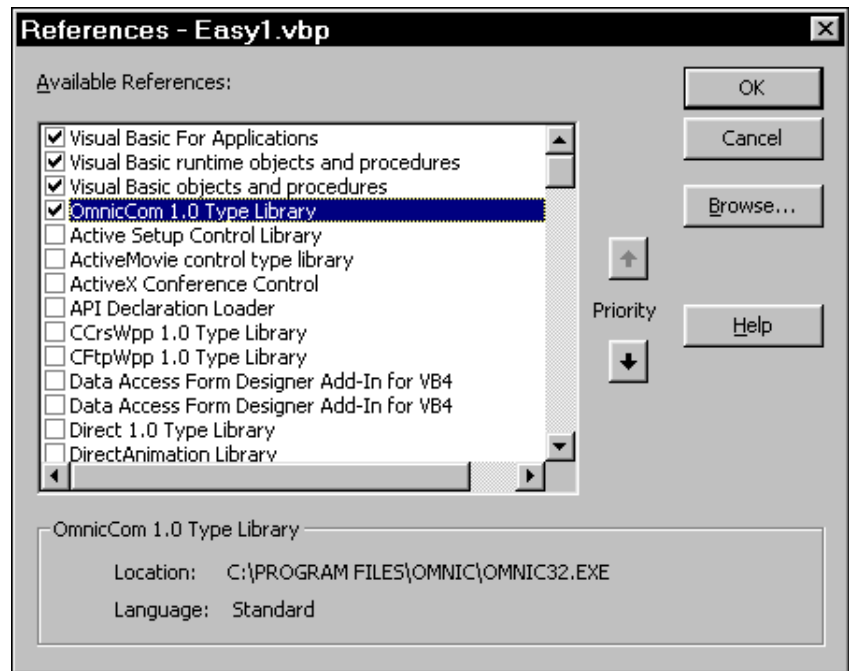 References - Easy1.vbp
Available References:
Visual Basic For Applications
Visual Basic runtime objects and procedures
Visual Basic objects and procedures
OmnicCom 1.0 Type Library
Active Setup Control Library
ActiveMovie control type library
ActiveX Conference Control
API Declaration Loader
CCrsWpp 1.0 Type Library
CFtpWpp 1.0 Type Library
Data Access Form Designer Add-In for VB4
Data Access Form Designer Add-In for VB4
Direct 1.0 Type Library
DirectAnimation Library
Priority
OK
Cancel
Browse...
Help
OmnicCom 1.0 Type Library
Location: C:\PROGRAM FILES\OMNIC\OMNIC32.EXE
Language: Standard